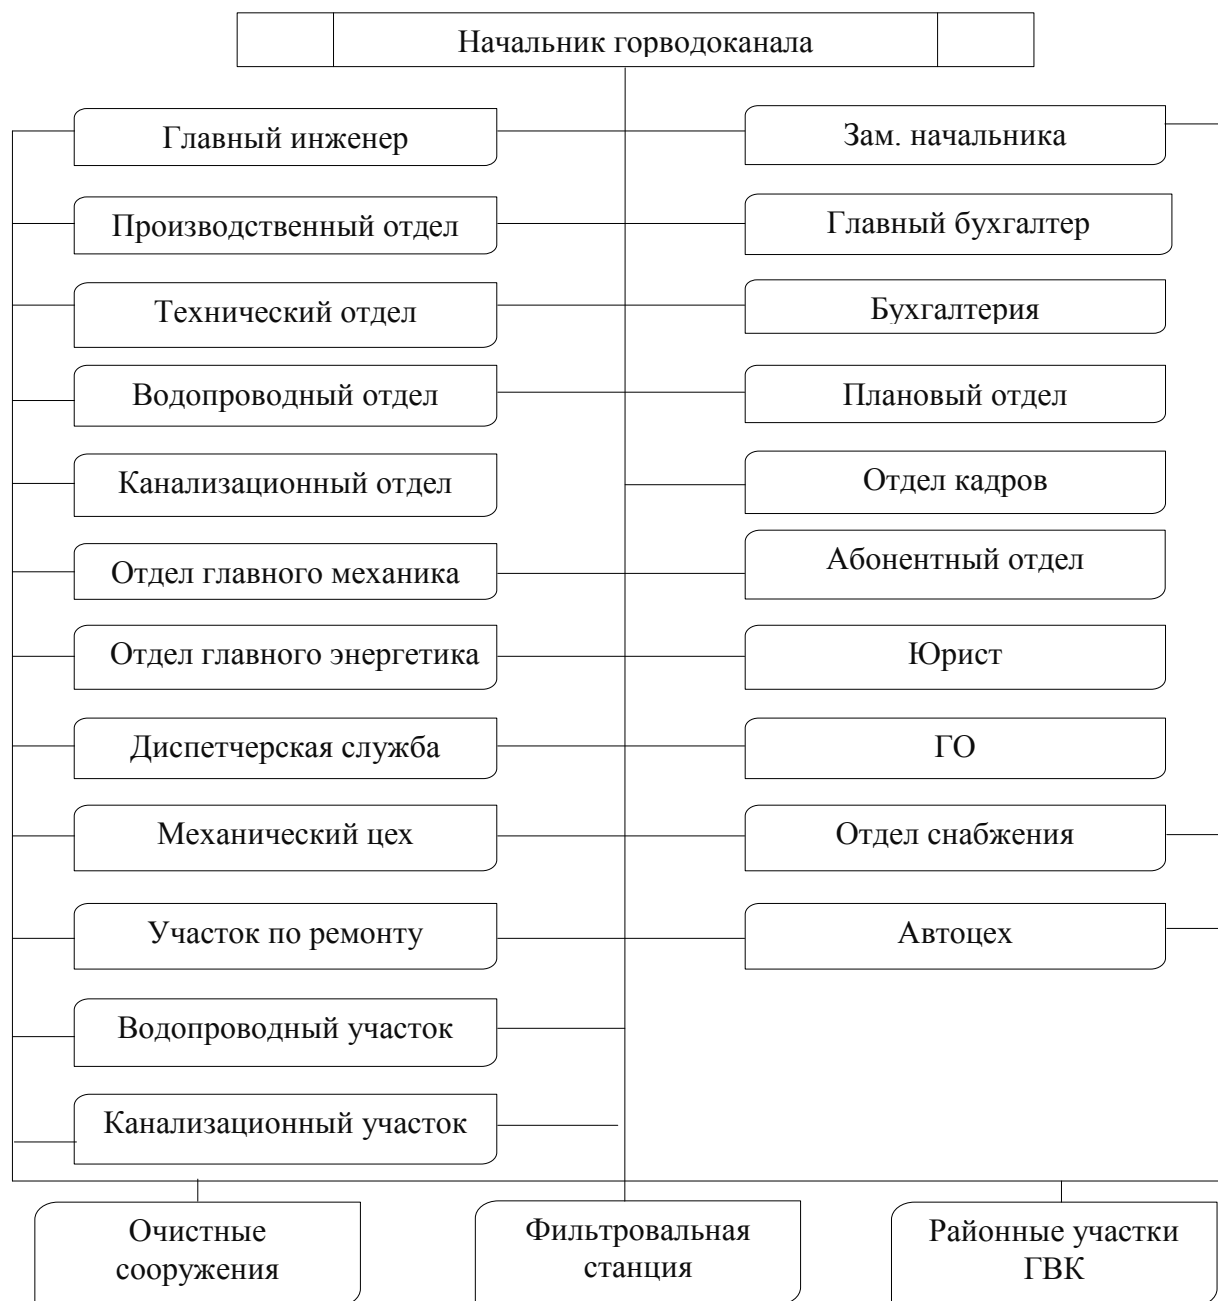 Начальник горводоканала
Главный инженер
Зам. начальника
Производственный отдел
Главный бухгалтер
Технический отдел
Бухгалтерия
Водопроводный отдел
Плановый отдел
Канализационный отдел
Отдел кадров
Отдел главного механика
Абонентный отдел
Отдел главного энергетика
Юрист
Диспетчерская служба
ГО
Механический цех
Отдел снабжения
Участок по ремонту
Автоцех
Водопроводный участок
Канализационный участок
Очистные
сооружения
Фильтровальная
станция
Районные участки
ГВК